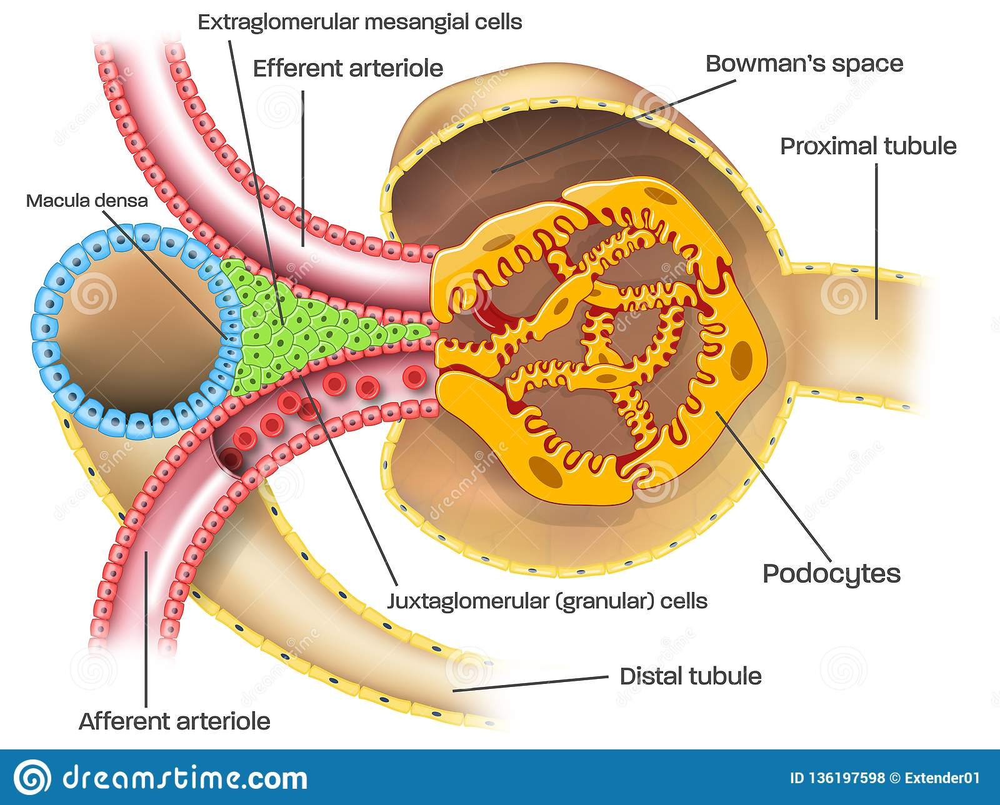 Extraglomerular mesangial cells
Efferent arteriole
Bowman's space
Proximal tubule
Macula densa
Podocytes
Juxtaglomerular (granular) cells
Distal tubule
Afferent arteriole
dreamstime.com
ID 136197598 © Extender01